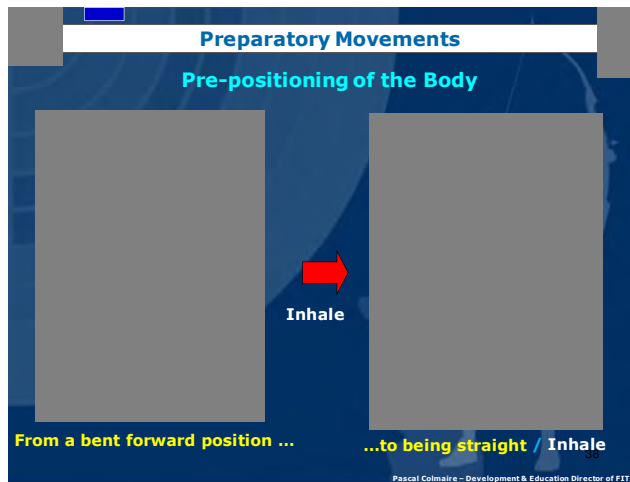 Preparatory Movements
Pre-positioning of the Body
Inhale
From a bent forward position ...
...to being straight / Inhale
38
Pascal Colmaire – Development & Education Director of FIT